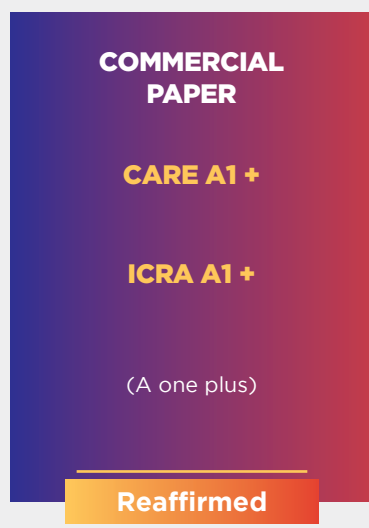 COMMERCIAL
PAPER
CARE A1 +
ICRA A1 +
(A one plus)
Reaffirmed